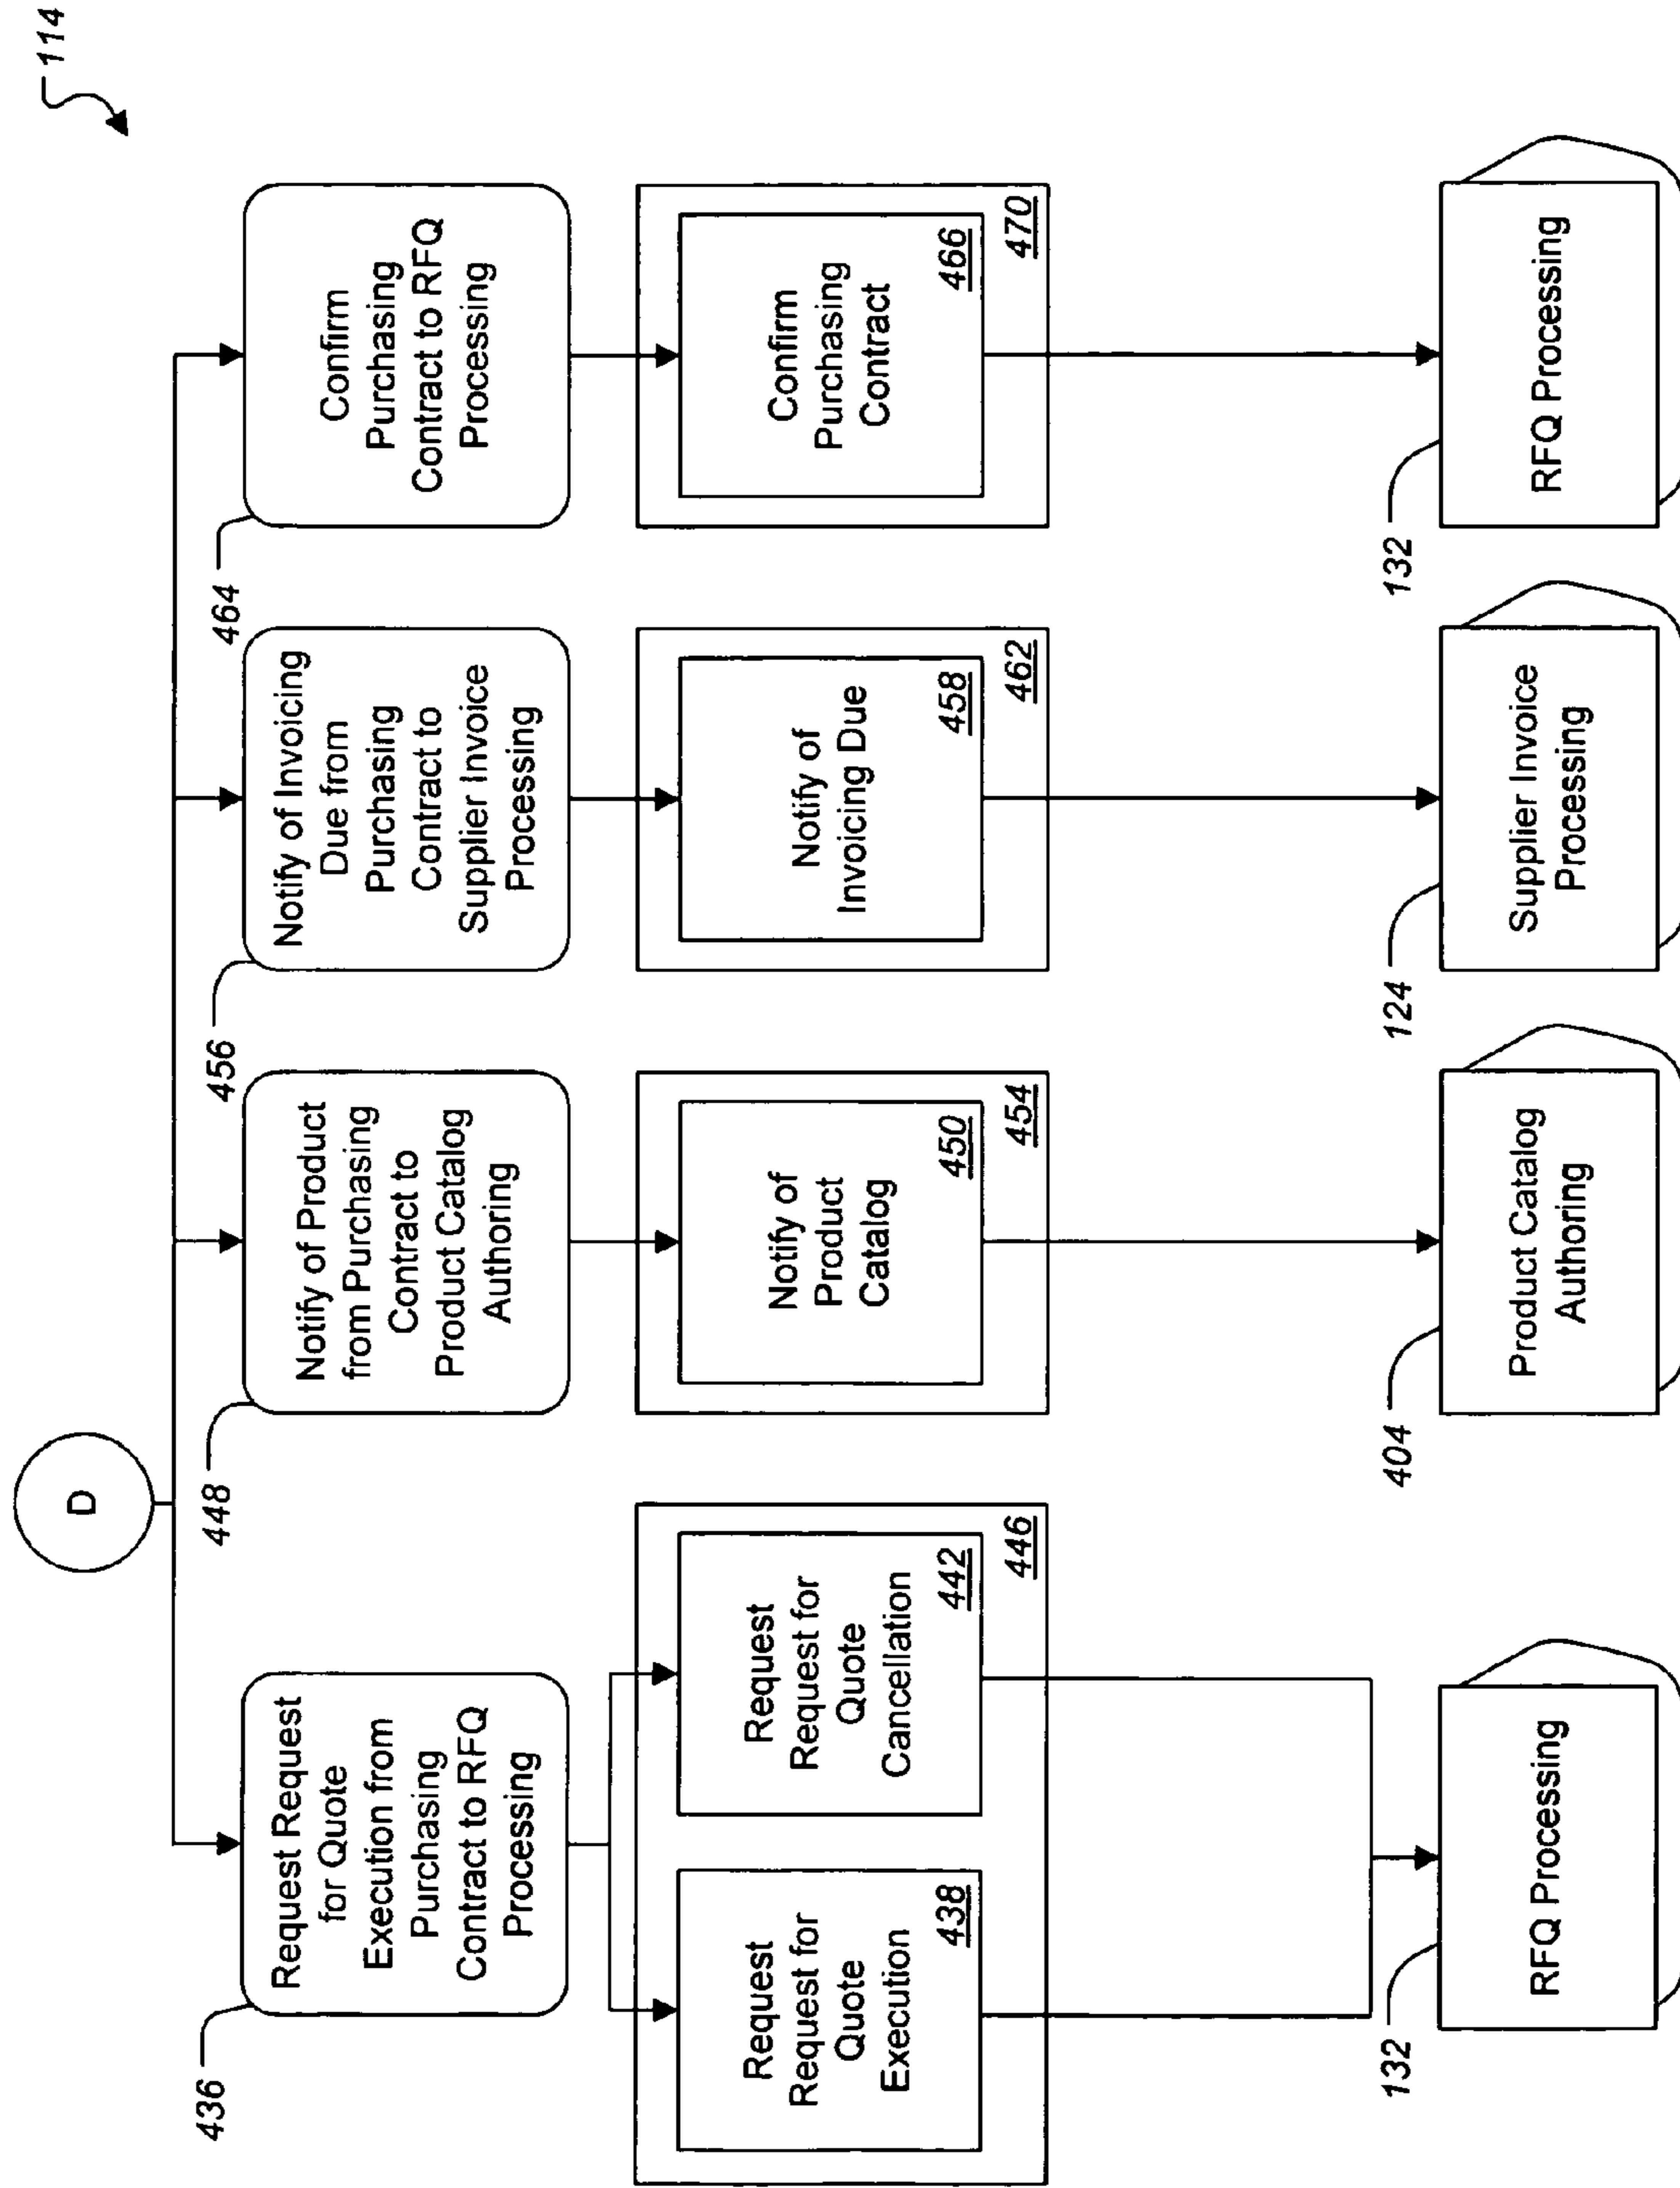 114
D
436
Request Request
for Quote
Execution from
Purchasing
Contract to RFQ
Processing
448
Notify of Product
from Purchasing
Contract to
Product Catalog
Authoring
456
Notify of Invoicing
Due from
Purchasing
Contract to
Supplier Invoice
Processing
464
Confirm
Purchasing
Contract to RFQ
Processing
Request
Request for
Quote
Execution
438
Request
Request for
Quote
Cancellation
442
446
Notify of
Product
Catalog
450
454
Notify of
Invoicing Due
458
462
Confirm
Purchasing
Contract
466
470
132
RFQ Processing
404
Product Catalog
Authoring
124
Supplier Invoice
Processing
132
RFQ Processing